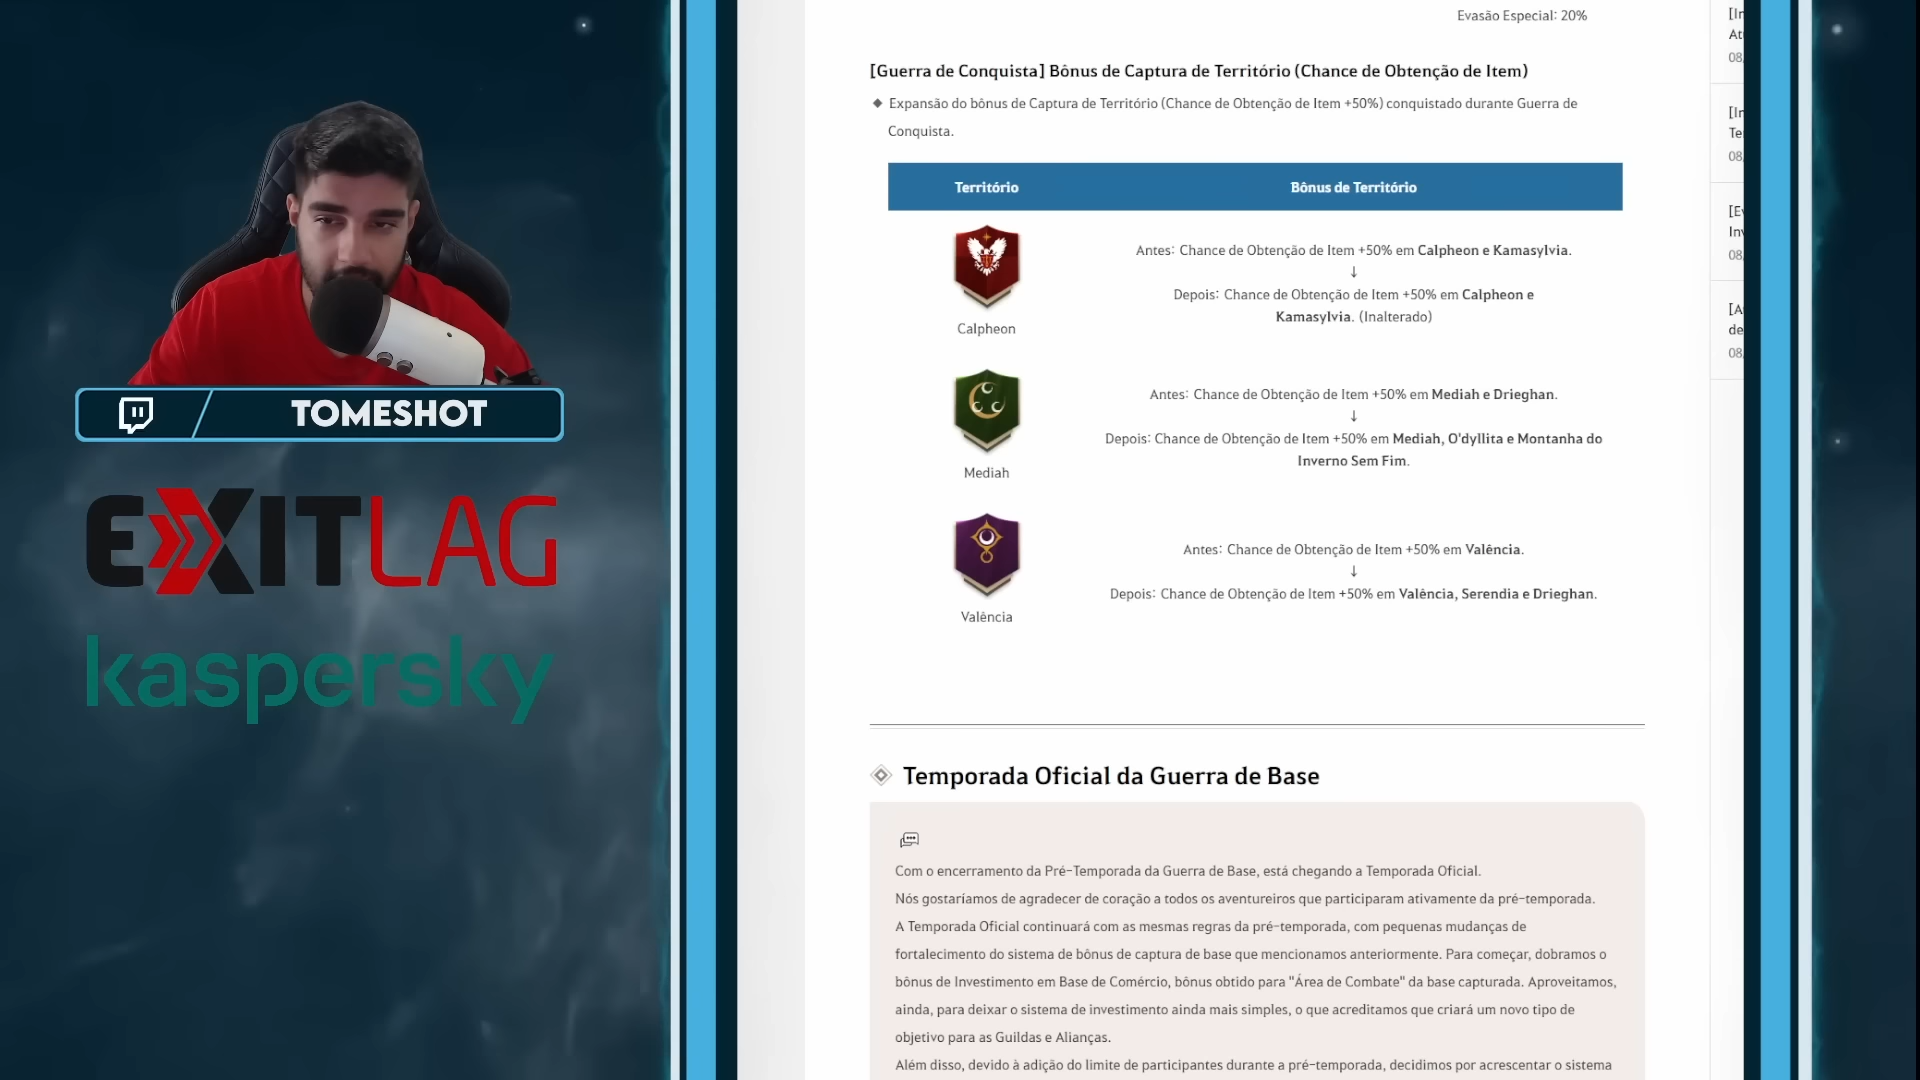 TOMESHOT
EXITLAG
kaspersky
Evasão Especial: 20%
[Guerra de Conquista] Bônus de Captura de Território (Chance de Obtenção de Item)
Expansão do bônus de Captura de Território (Chance de Obtenção de Item +50%) conquistado durante Guerra de
Conquista.
Território
Bônus de Território
Calpheon
Antes: Chance de Obtenção de Item +50% em Calpheon e Kamasylvia.
↓
Depois: Chance de Obtenção de Item +50% em Calpheon e
Kamasylvia. (Inalterado)
Mediah
Antes: Chance de Obtenção de Item +50% em Mediah e Drieghan.
↓
Depois: Chance de Obtenção de Item +50% em Mediah, O'dyllita e Montanha do
Inverno Sem Fim.
Valência
Antes: Chance de Obtenção de Item +50% em Valência.
↓
Depois: Chance de Obtenção de Item +50% em Valência, Serendia e Drieghan.
Temporada Oficial da Guerra de Base
Com o encerramento da Pré-Temporada da Guerra de Base, está chegando a Temporada Oficial.
Nós gostaríamos de agradecer de coração a todos os aventureiros que participaram ativamente da pré-temporada.
A Temporada Oficial continuará com as mesmas regras da pré-temporada, com pequenas mudanças de
fortalecimento do sistema de bônus de captura de base que mencionamos anteriormente. Para começar, dobramos o
bônus de Investimento em Base de Comércio, bônus obtido para "Área de Combate" da base capturada. Aproveitamos,
ainda, para deixar o sistema de investimento ainda mais simples, o que acreditamos que criará um novo tipo de
objetivo para as Guildas e Alianças.
Além disso, devido à adição do limite de participantes durante a pré-temporada, decidimos por acrescentar o sistema
08
08
08
08